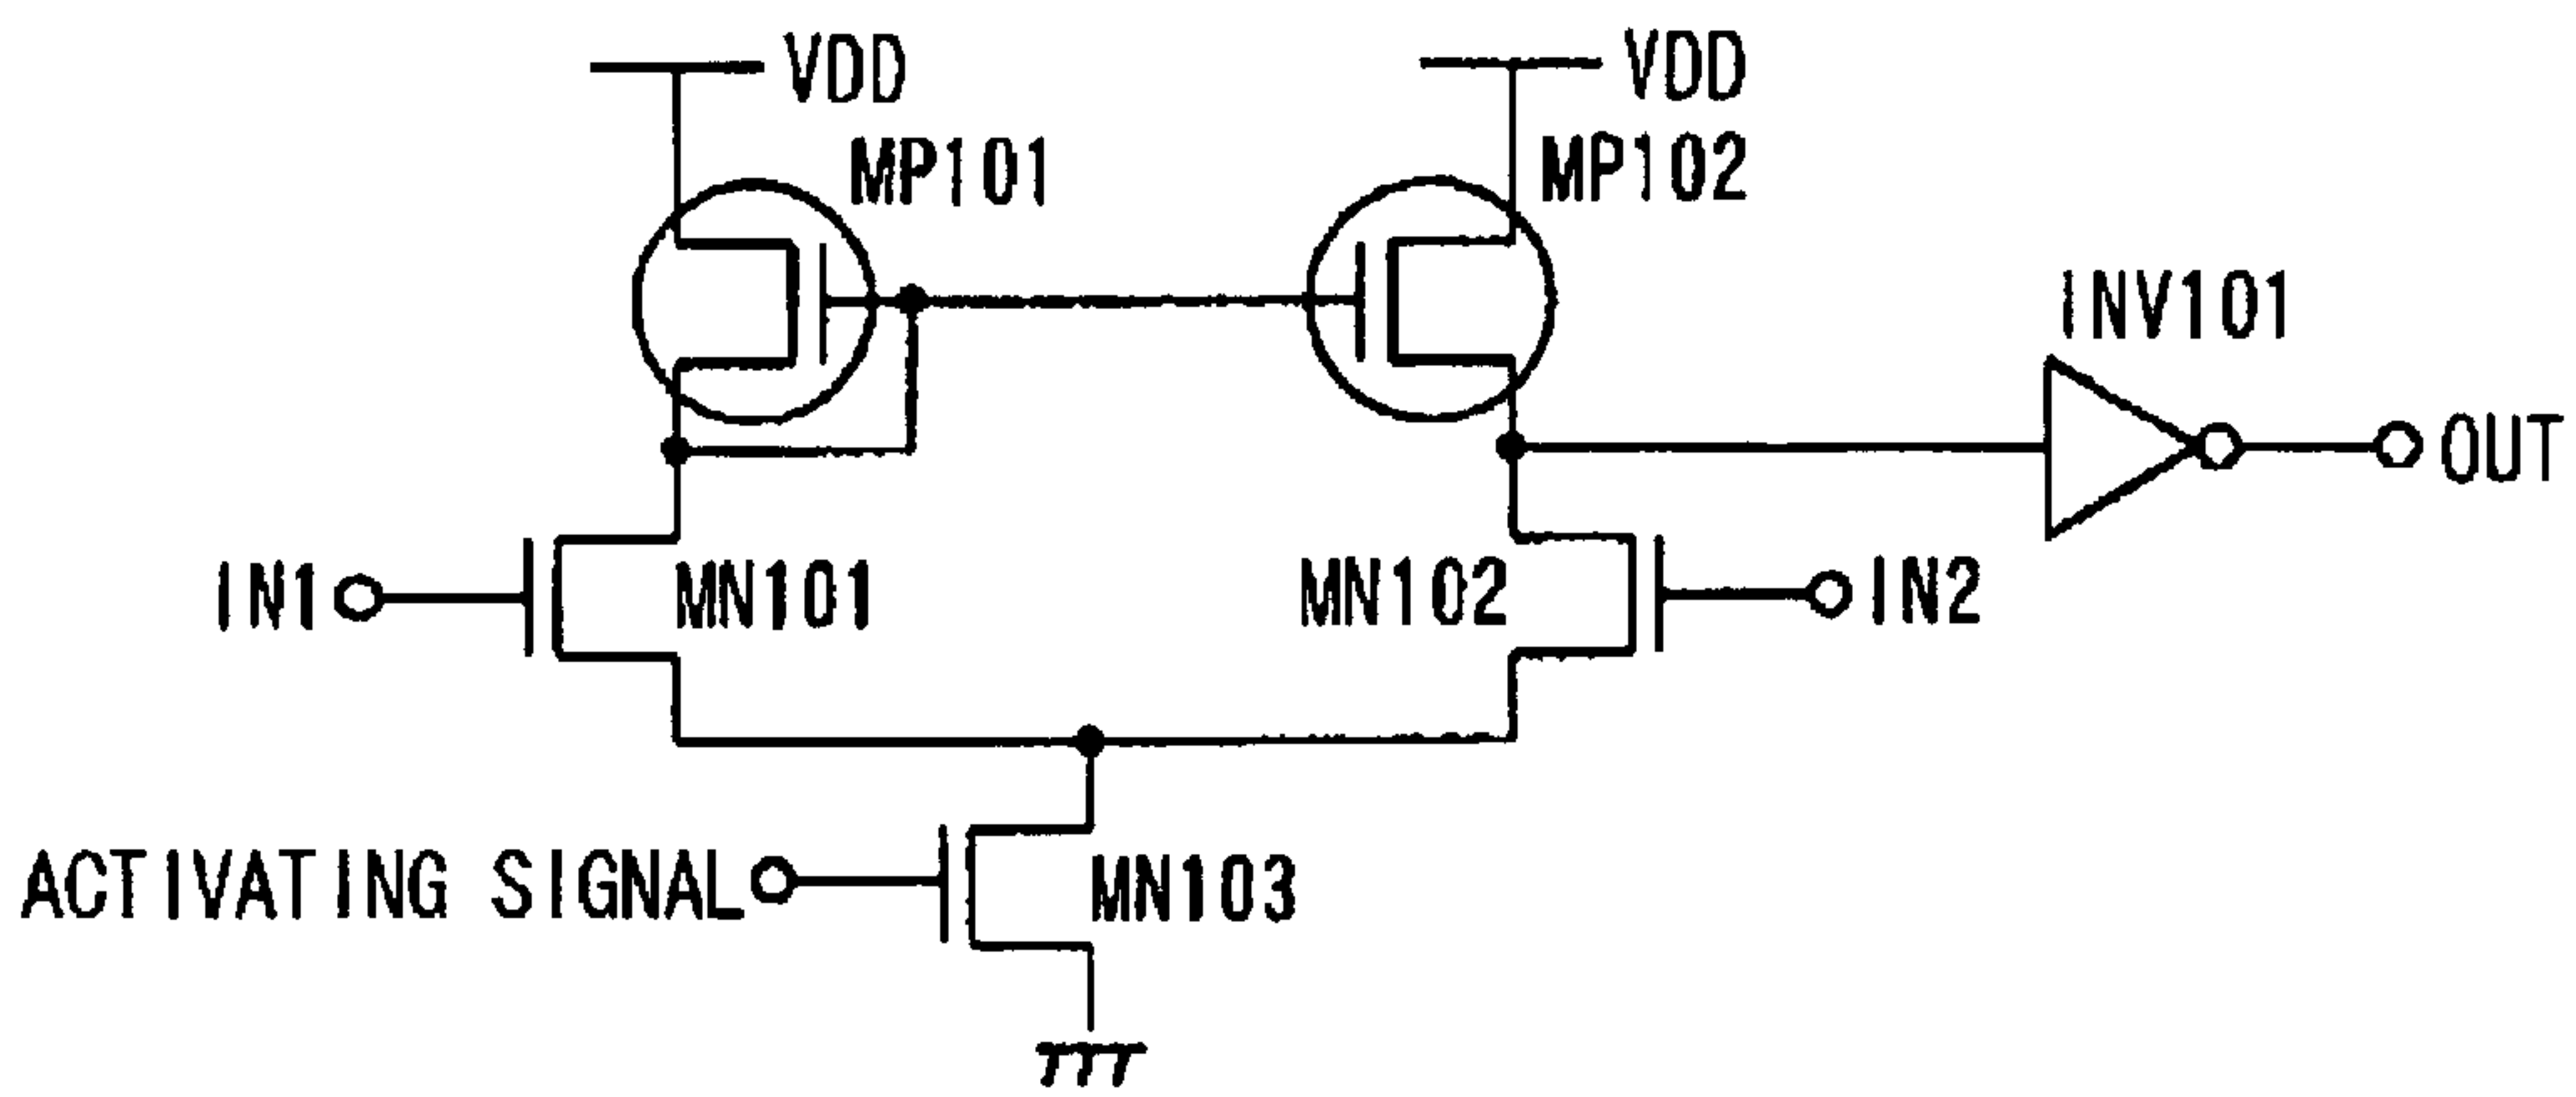 VDD
VDD
MP101
MP102
INV101
OUT
IN1
MN101
MN102
IN2
ACTIVATING SIGNAL
MN103